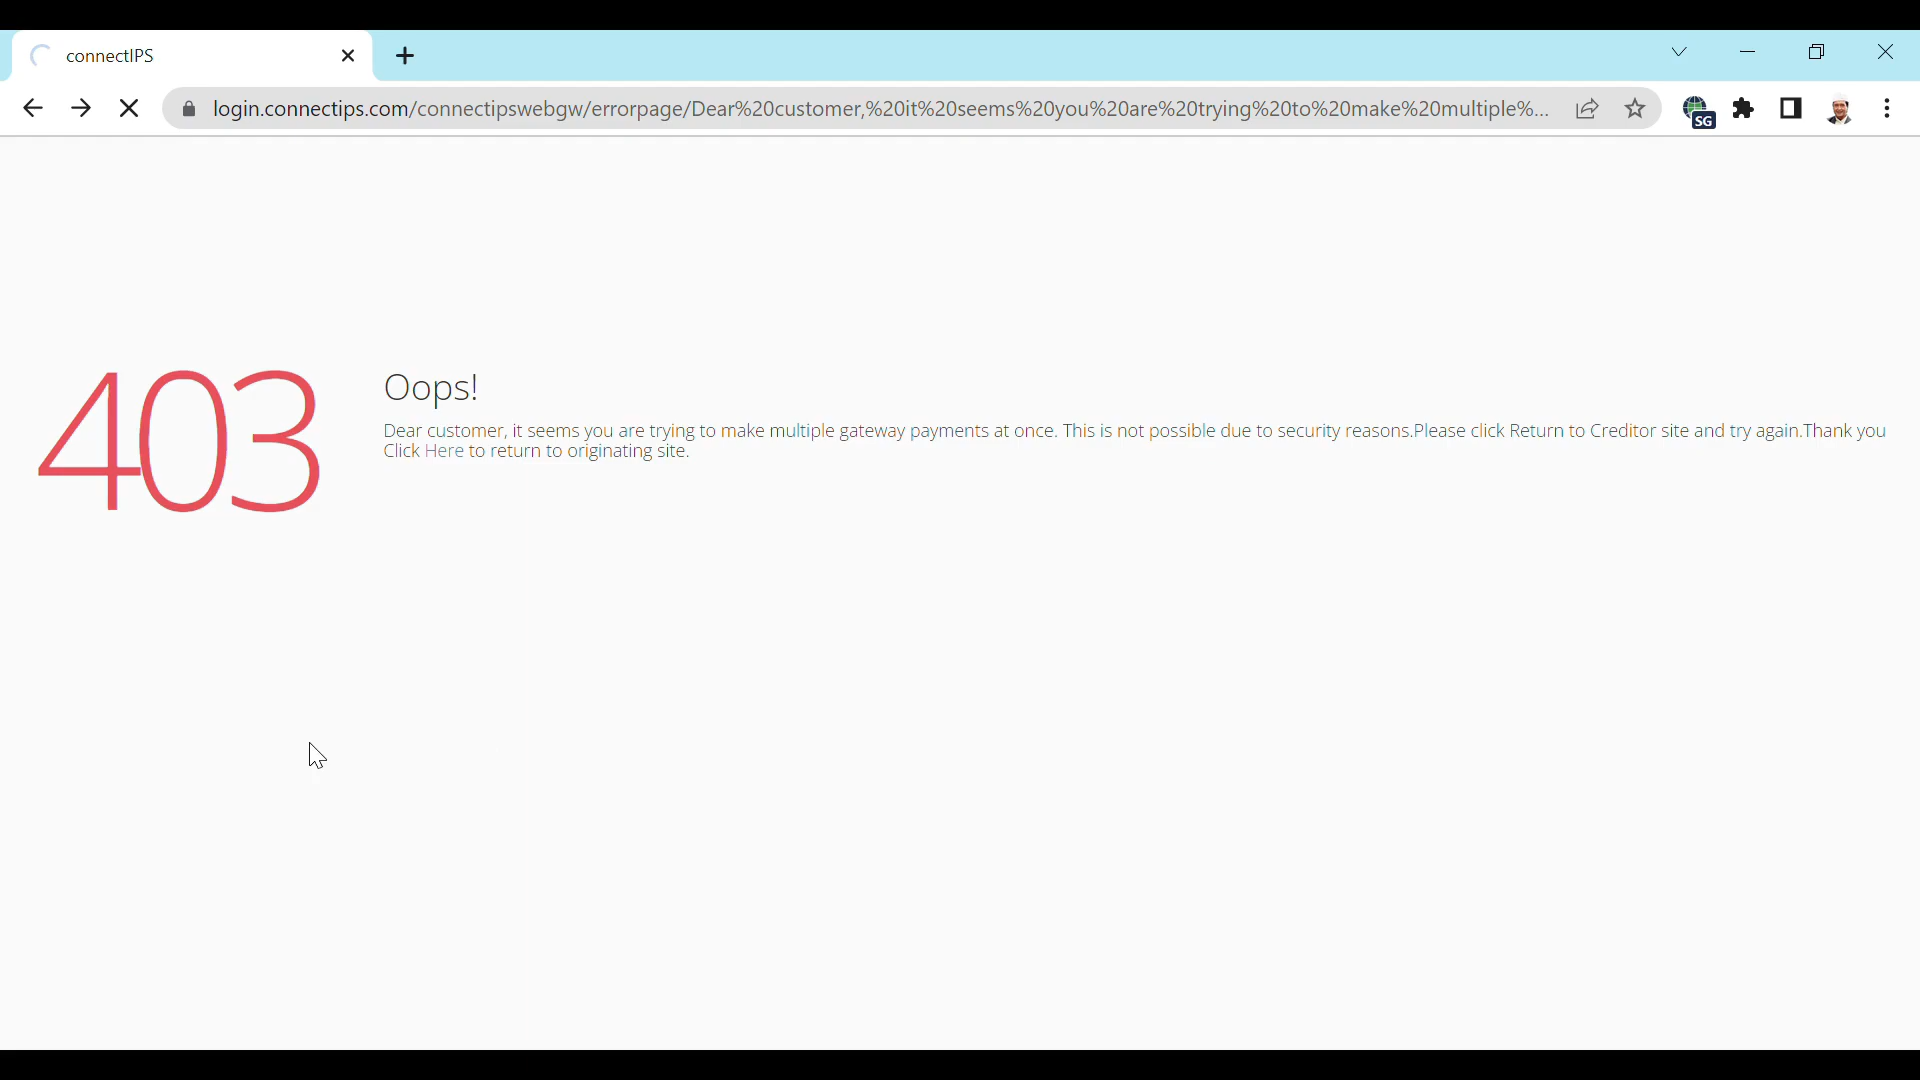 connectIPS
login.connectips.com/connectipswebgw/errorpage/Dear%20customer,%20it%20seems%20you%20are%20trying%20to%20make%20multiple%...
SG
403
Oops!
Dear customer, it seems you are trying to make multiple gateway payments at once. This is not possible due to security reasons.Please click Return to Creditor site and try again.Thank you
Click Here to return to originating site.